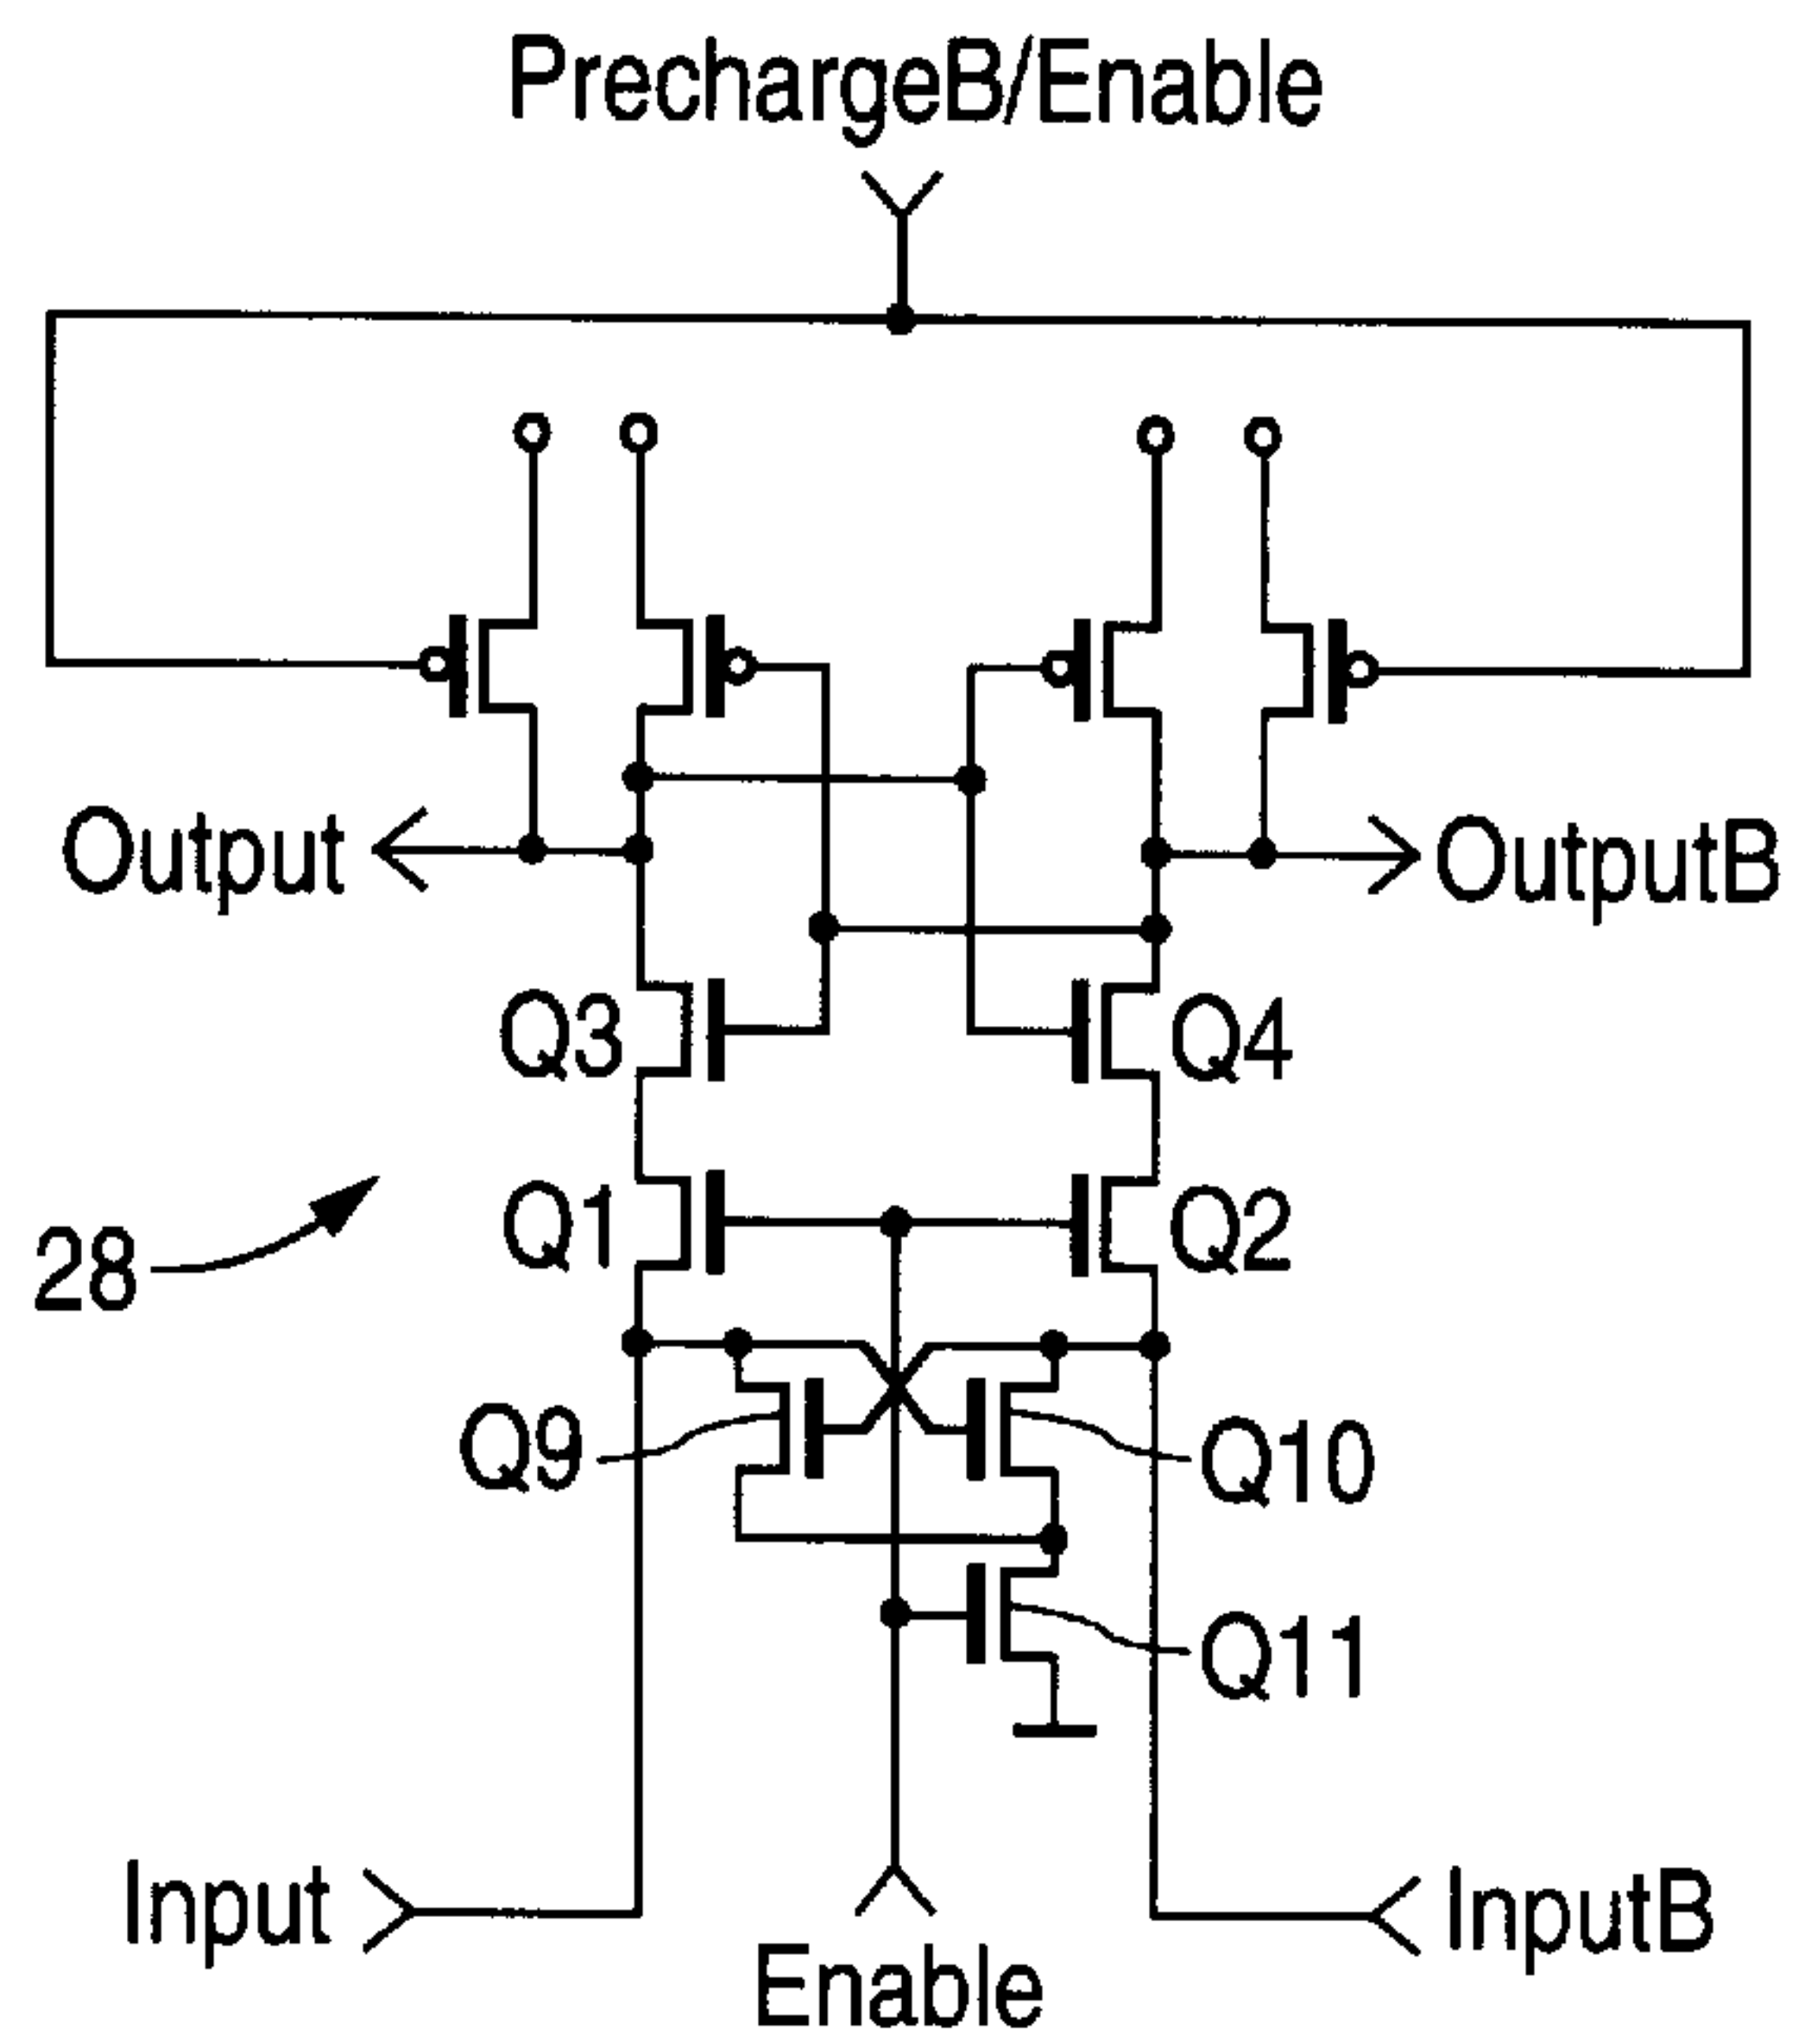 PrechargeB/Enable
Output
OutputB
Q3
Q4
Q1
Q2
28
Q9
Q10
Q11
Input
InputB
Enable